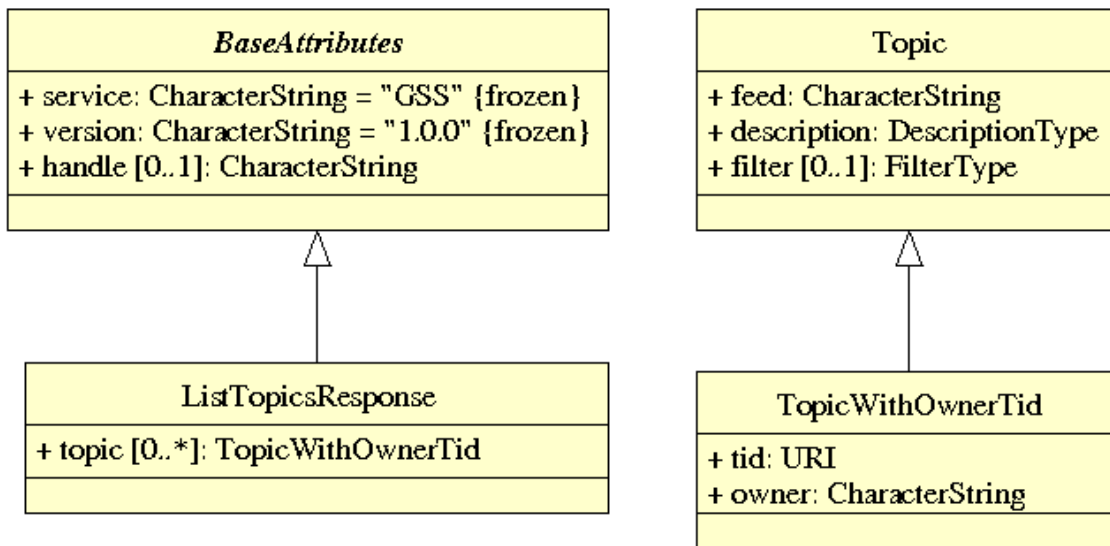 BaseAttributes
+ service: CharacterString = "GSS" {frozen}
+ version: CharacterString = "1.0.0" {frozen}
+ handle [0..1]: CharacterString
Topic
+ feed: CharacterString
+ description: DescriptionType
+ filter [0..1]: FilterType
ListTopicsResponse
+ topic [0..*]: TopicWithOwnerTid
TopicWithOwnerTid
+ tid: URI
+ owner: CharacterString